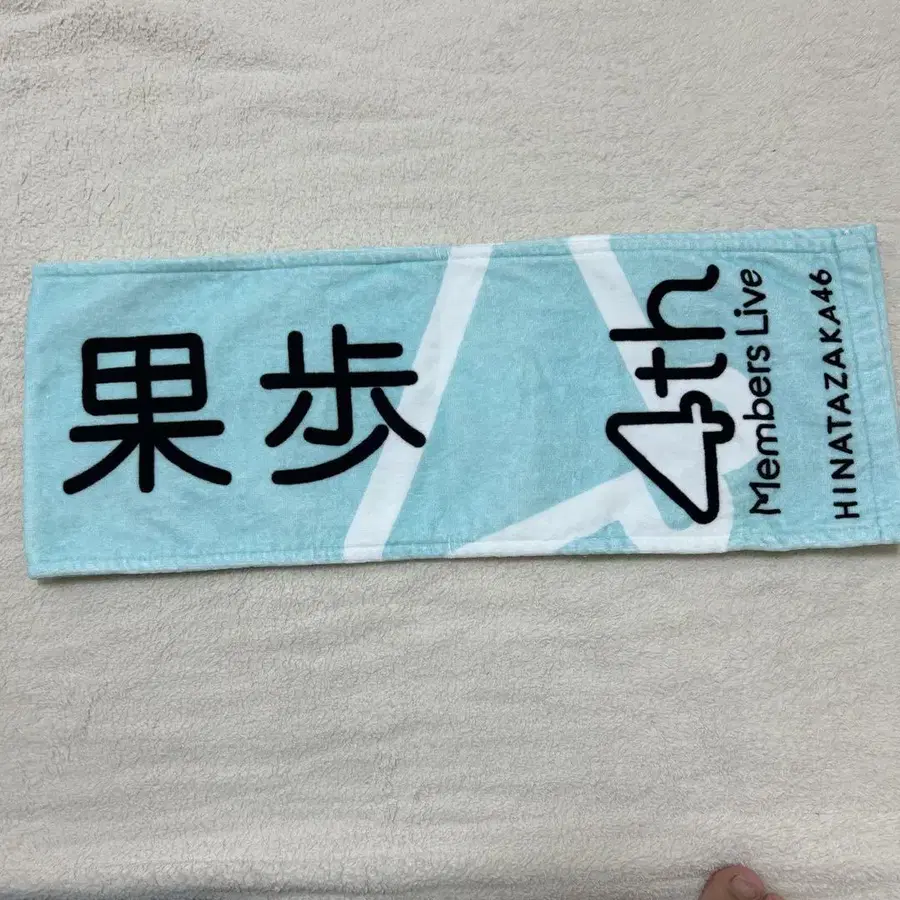 果歩
4th
Members Live
HINATAZAKA46